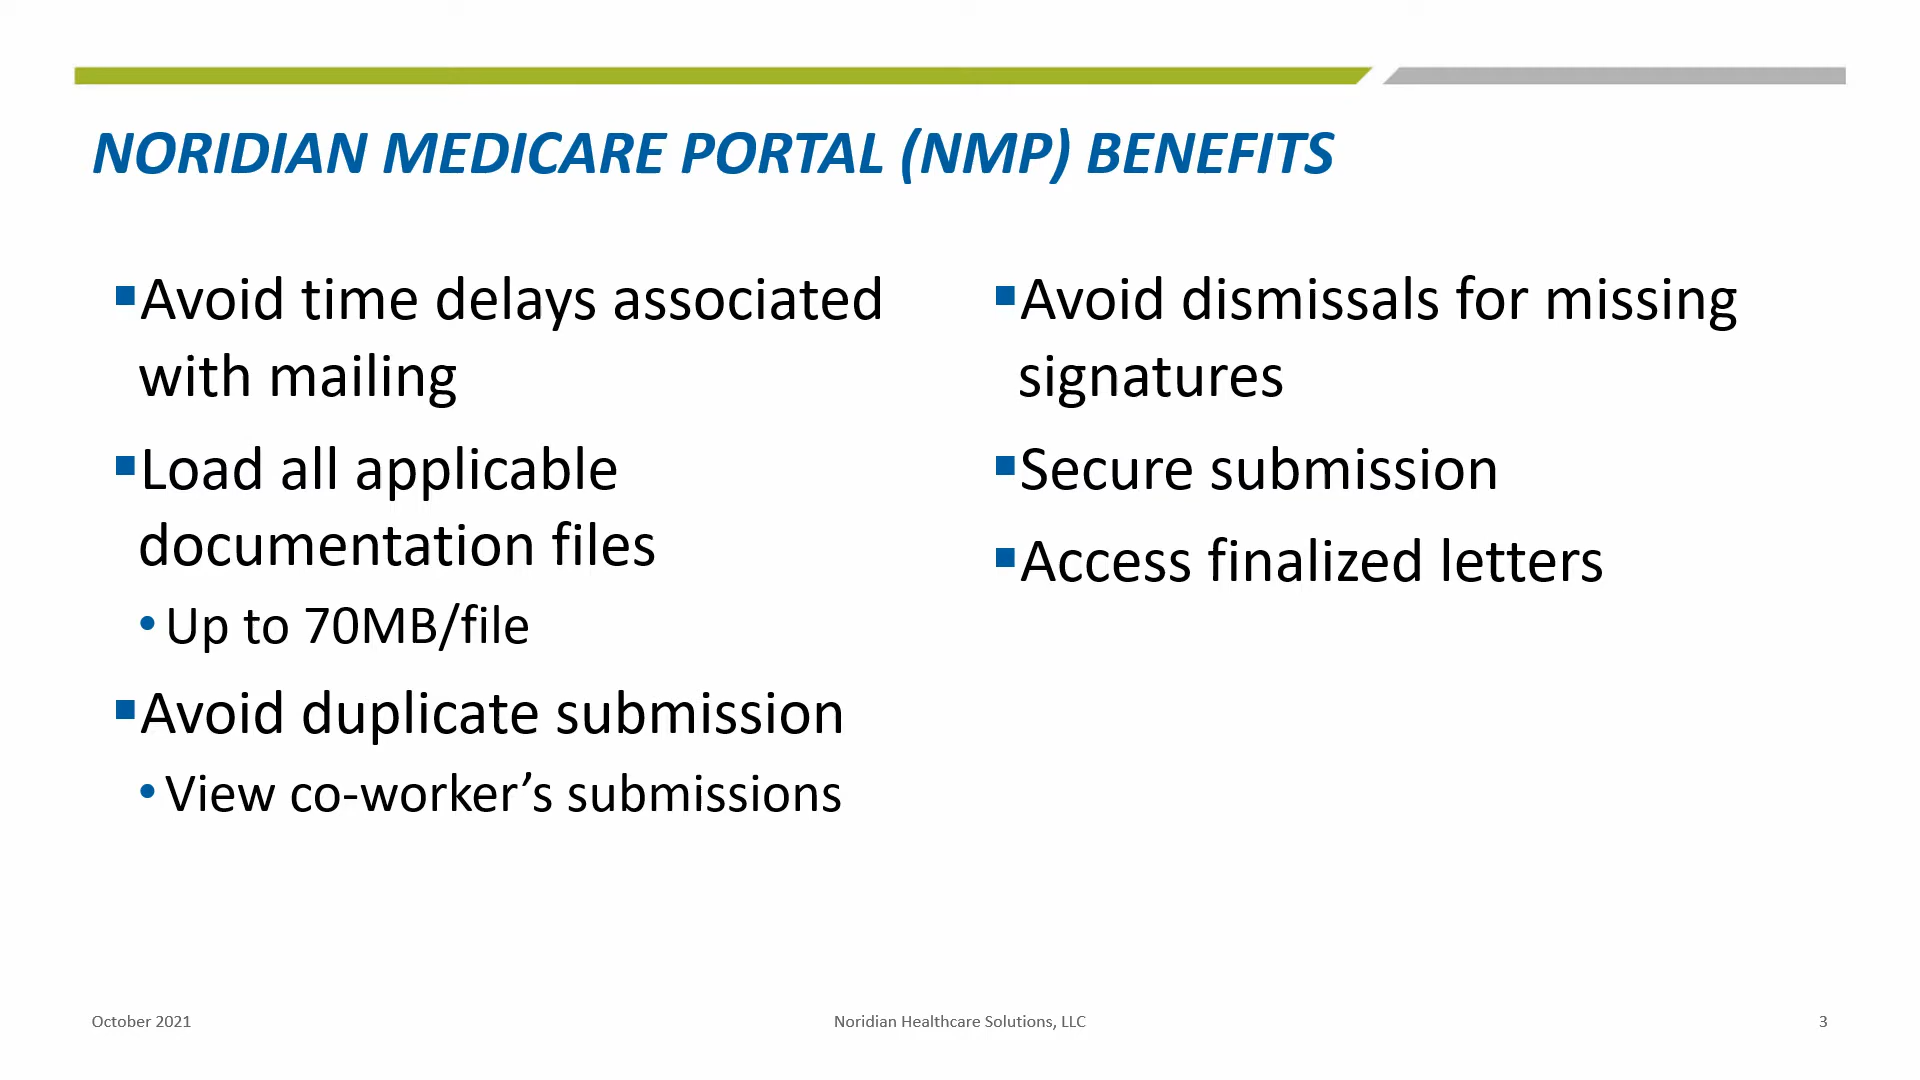 NORIDIAN MEDICARE PORTAL (NMP) BENEFITS
▪Avoid time delays associated
with mailing
▪Load all applicable
documentation files
•Up to 70MB/file
▪Avoid duplicate submission
•View co-worker’s submissions
▪Avoid dismissals for missing
signatures
▪Secure submission
▪Access finalized letters
October 2021
Noridian Healthcare Solutions, LLC
3